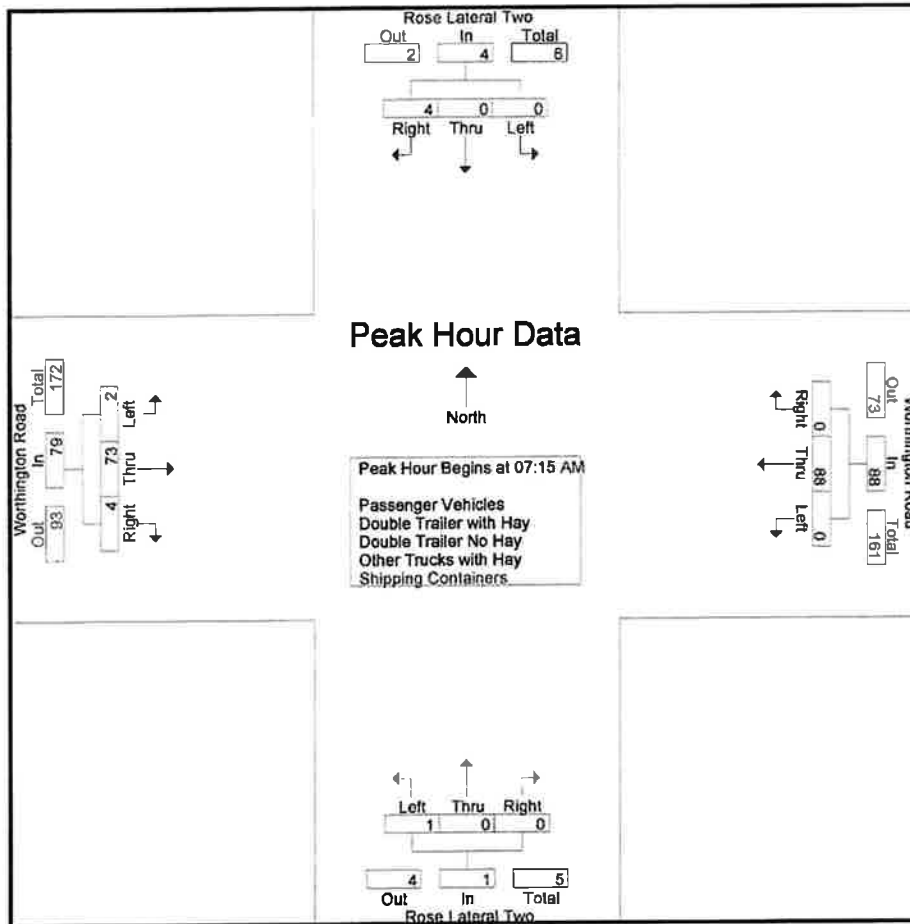 Rose Lateral Two
Out In Total
2 4 6
4 0 0
Right Thru Left
Peak Hour Data
North
Peak Hour Begins at 07:15 AM
Passenger Vehicles
Double Trailer with Hay
Double Trailer No Hay
Other Trucks with Hay
Shipping Containers
Worthington Road
Out In Total
93 79 172
2 73 4
Left Thru Right
Right Thru Left
0 88 0
Out In Total
73 88 161
Worthington Road
Left Thru Right
1 0 0
4 1 5
Out In Total
Rose Lateral Two